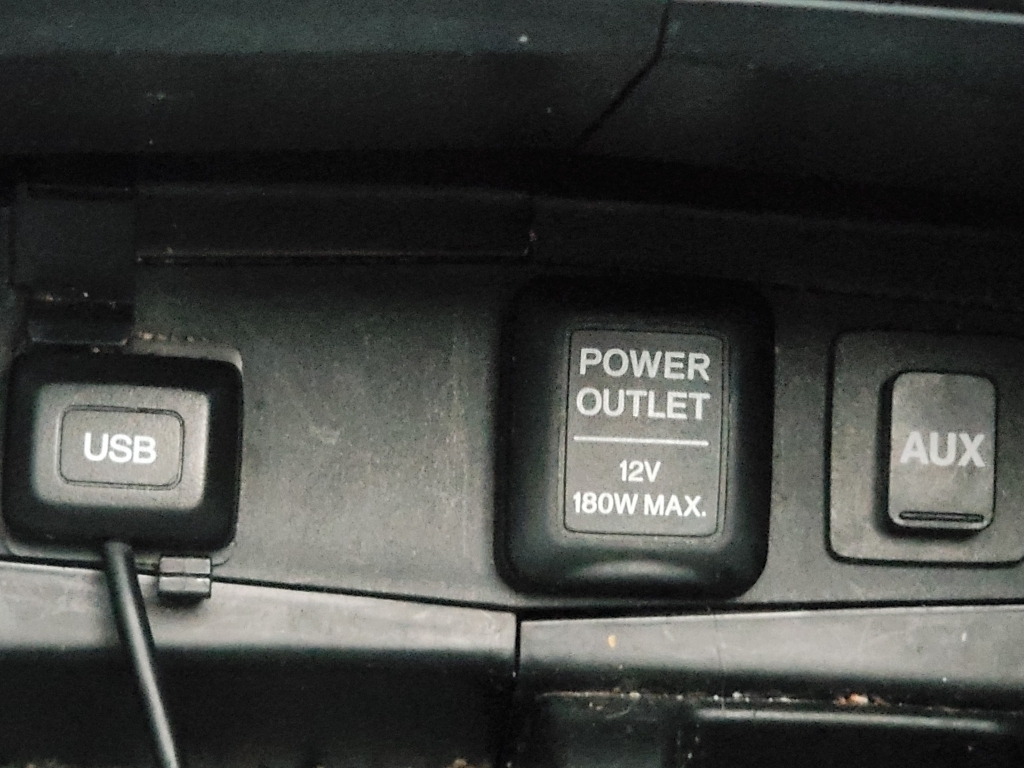 USB
POWER
OUTLET
12V
180W MAX.
AUX